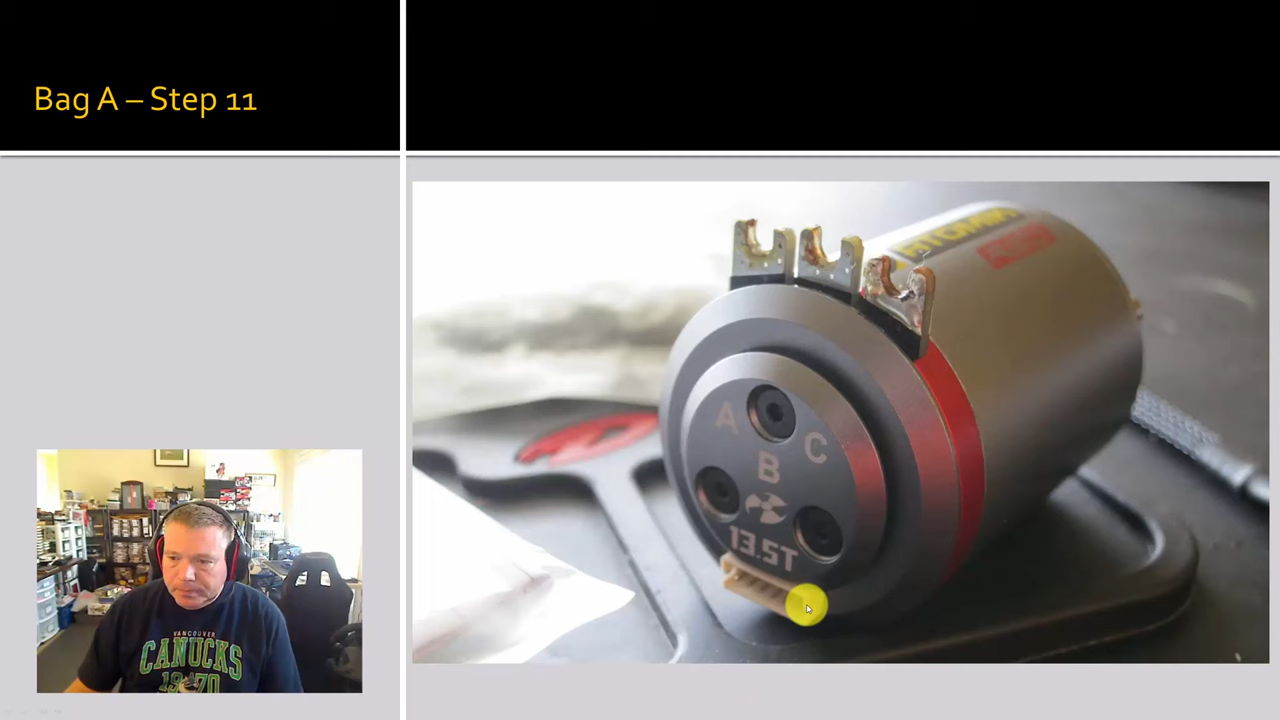 Bag A – Step 11
A
C
B
13.5T
VANCOUVER
CANUCKS